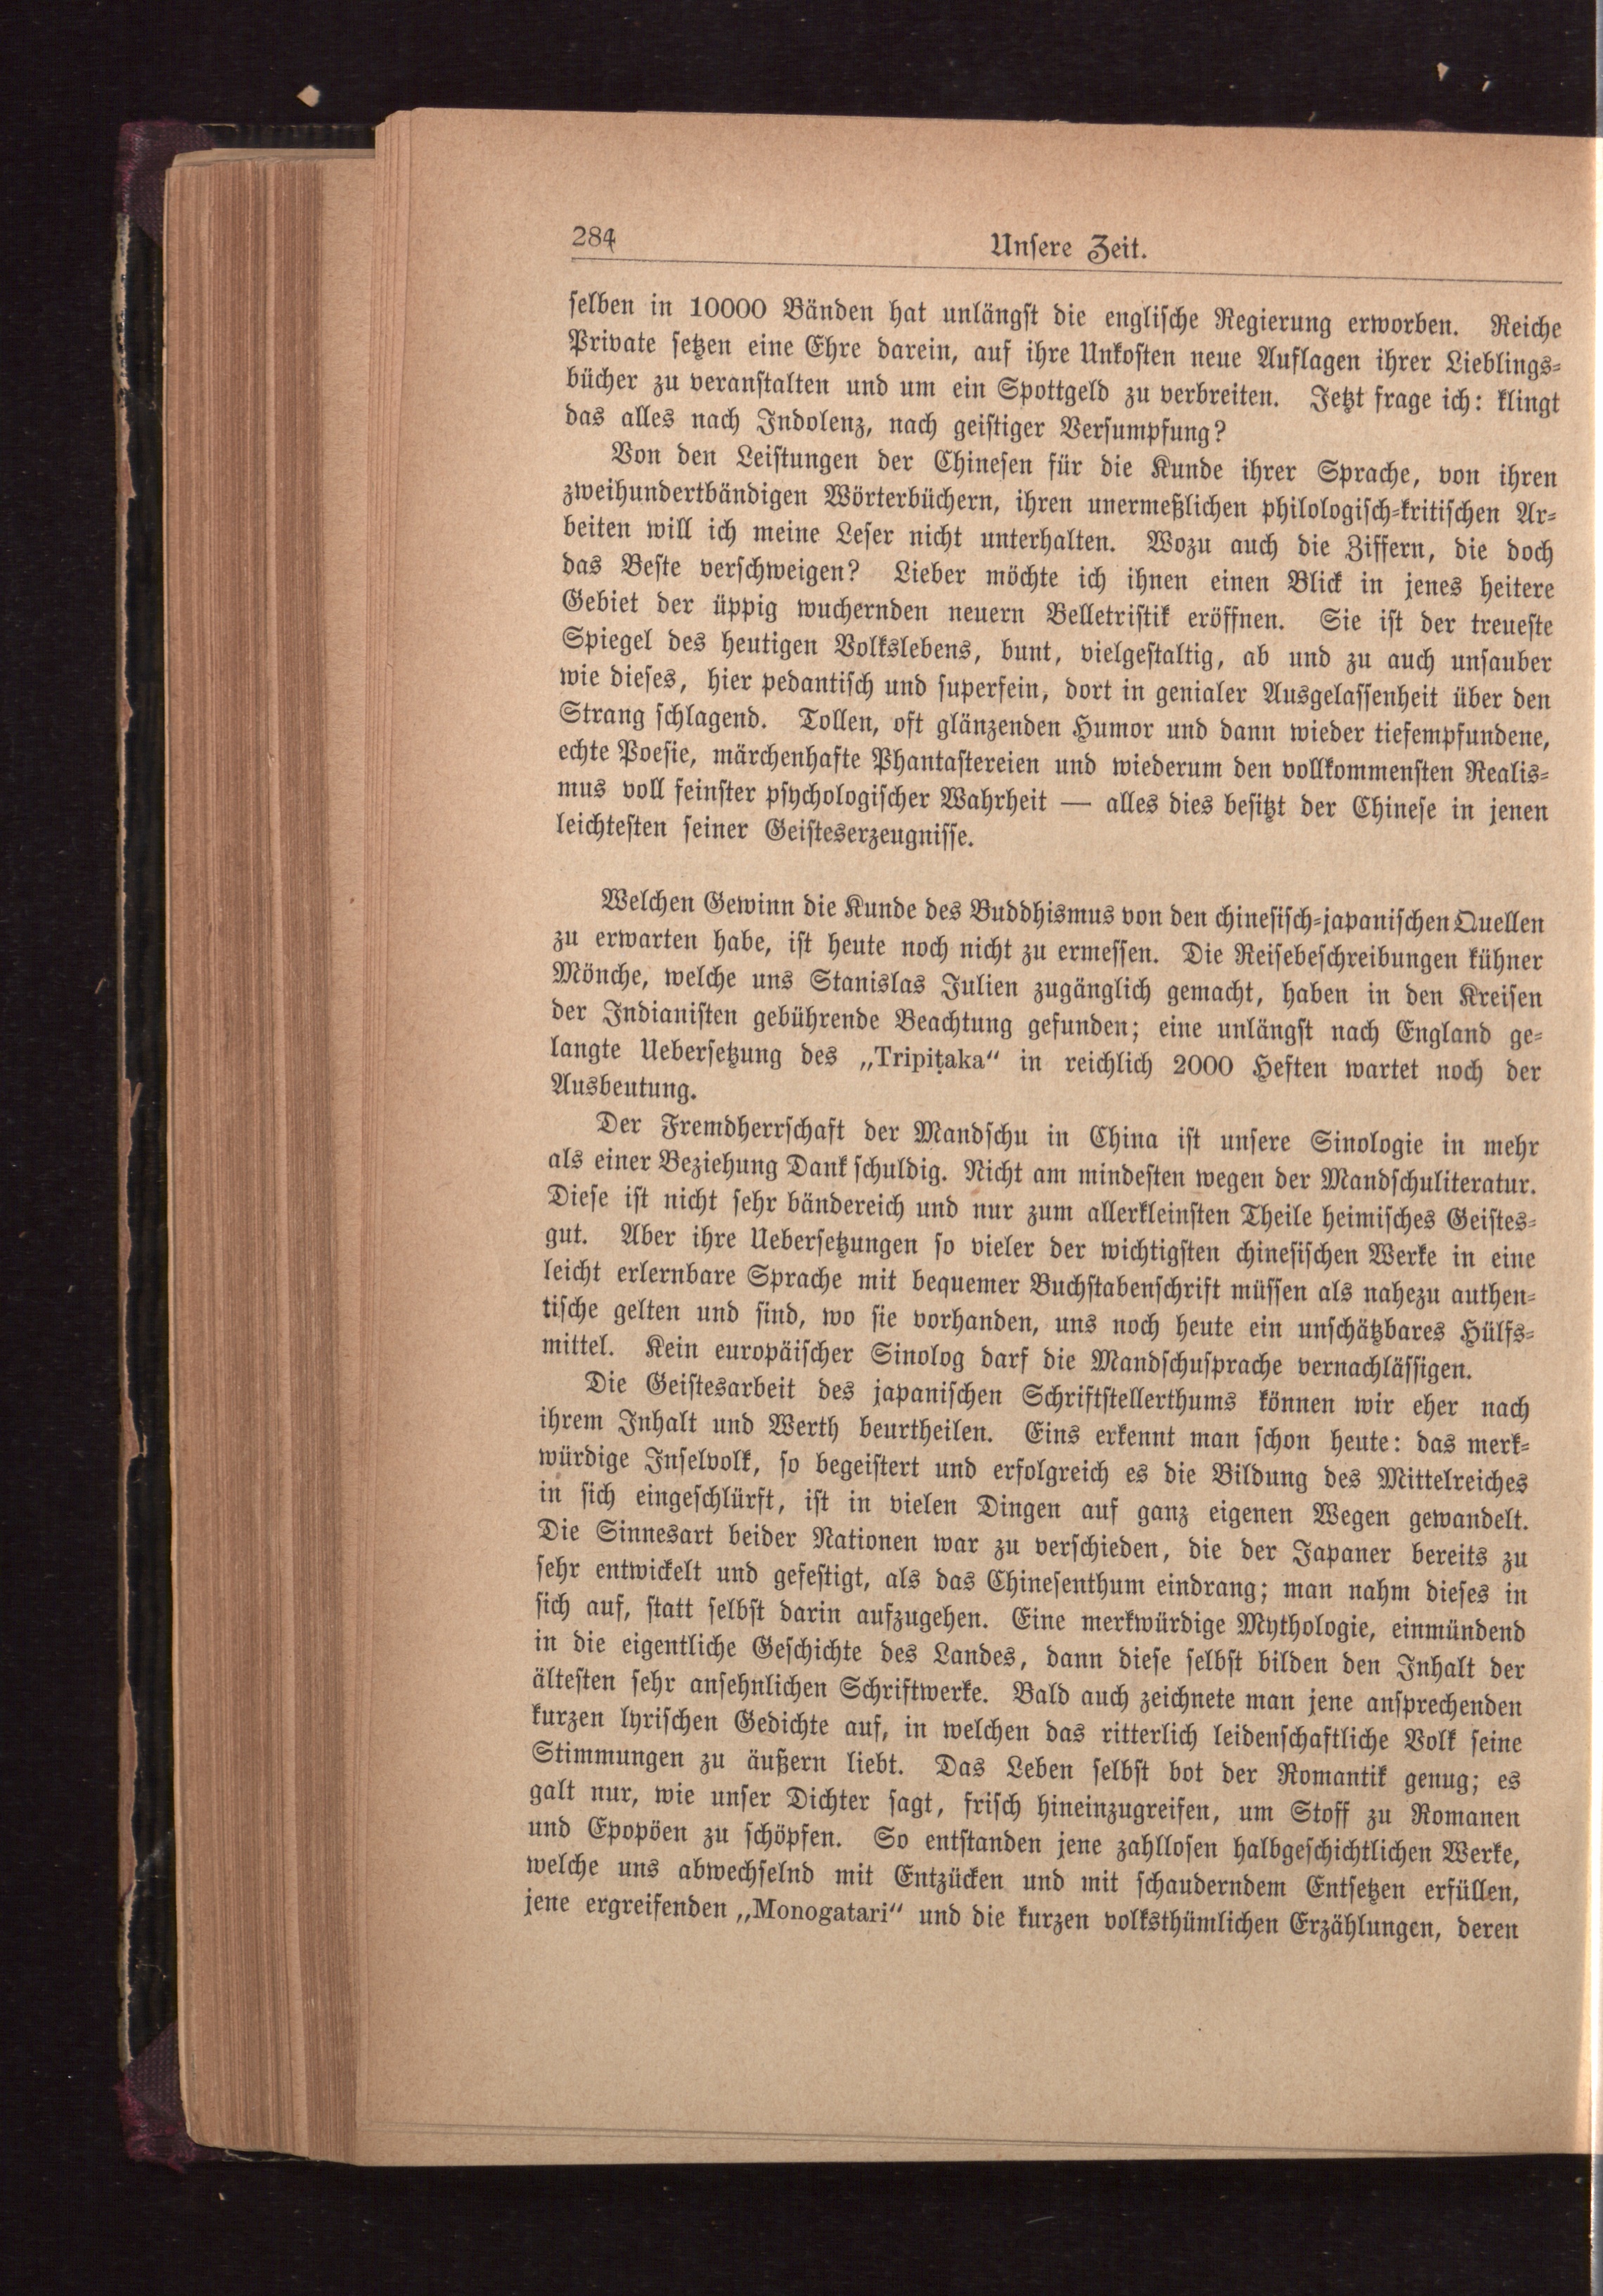 284
Unsere Zeit.
selben in 10000 Bänden hat unlängst die englische Regierung erworben. Reiche
Private setzen eine Ehre darein, auf ihre Unkosten neue Auflagen ihrer Lieblings-
bücher zu veranstalten und um ein Spottgeld zu verbreiten. Jetzt frage ich: klingt
das alles nach Indolenz, nach geistiger Versumpfung?
Von den Leistungen der Chinesen für die Kunde ihrer Sprache, von ihren
zweihundertbändigen Wörterbüchern, ihren unermeßlichen philologisch-kritischen Ar-
beiten will ich meine Leser nicht unterhalten. Wozu auch die Ziffern, die doch
das Beste verschweigen? Lieber möchte ich ihnen einen Blick in jenes heitere
Gebiet der üppig wuchernden neuern Belletristik eröffnen. Sie ist der treueste
Spiegel des heutigen Volkslebens, bunt, vielgestaltig, ab und zu auch unsauber
wie dieses, hier pedantisch und superfein, dort in genialer Ausgelassenheit über den
Strang schlagend. Tollen, oft glänzenden Humor und dann wieder tiefempfundene,
echte Poesie, märchenhafte Phantastereien und wiederum den vollkommensten Realis-
mus voll feinster psychologischer Wahrheit — alles dies besitzt der Chinese in jenen
leichtesten seiner Geisteserzeugnisse.
Welchen Gewinn die Kunde des Buddhismus von den chinesisch-japanischen Quellen
zu erwarten habe, ist heute noch nicht zu ermessen. Die Reisebeschreibungen kühner
Mönche, welche uns Stanislas Julien zugänglich gemacht, haben in den Kreisen
der Indianisten gebührende Beachtung gefunden; eine unlängst nach England ge-
langte Uebersetzung des „Tripiṭaka“ in reichlich 2000 Heften wartet noch der
Ausbeutung.
Der Fremdherrschaft der Mandschu in China ist unsere Sinologie in mehr
als einer Beziehung Dank schuldig. Nicht am mindesten wegen der Mandschuliteratur.
Diese ist nicht sehr bändereich und nur zum allerkleinsten Theile heimisches Geistes-
gut. Aber ihre Uebersetzungen so vieler der wichtigsten chinesischen Werke in eine
leicht erlernbare Sprache mit bequemer Buchstabenschrift müssen als nahezu authen-
tische gelten und sind, wo sie vorhanden, uns noch heute ein unschätzbares Hülfs-
mittel. Kein europäischer Sinolog darf die Mandschusprache vernachlässigen.
Die Geistesarbeit des japanischen Schriftstellerthums können wir eher nach
ihrem Inhalt und Werth beurtheilen. Eins erkennt man schon heute: das merk-
würdige Inselvolk, so begeistert und erfolgreich es die Bildung des Mittelreiches
in sich eingeschlürft, ist in vielen Dingen auf ganz eigenen Wegen gewandelt.
Die Sinnesart beider Nationen war zu verschieden, die der Japaner bereits zu
sehr entwickelt und gefestigt, als das Chinesenthum eindrang; man nahm dieses in
sich auf, statt selbst darin aufzugehen. Eine merkwürdige Mythologie, einmündend
in die eigentliche Geschichte des Landes, dann diese selbst bilden den Inhalt der
ältesten sehr ansehnlichen Schriftwerke. Bald auch zeichnete man jene ansprechenden
kurzen lyrischen Gedichte auf, in welchen das ritterlich leidenschaftliche Volk seine
Stimmungen zu äußern liebt. Das Leben selbst bot der Romantik genug; es
galt nur, wie unser Dichter sagt, frisch hineinzugreifen, um Stoff zu Romanen
und Epopöen zu schöpfen. So entstanden jene zahllosen halbgeschichtlichen Werke,
welche uns abwechselnd mit Entzücken und mit schauderndem Entsetzen erfüllen,
jene ergreifenden „Monogatari“ und die kurzen volksthümlichen Erzählungen, deren